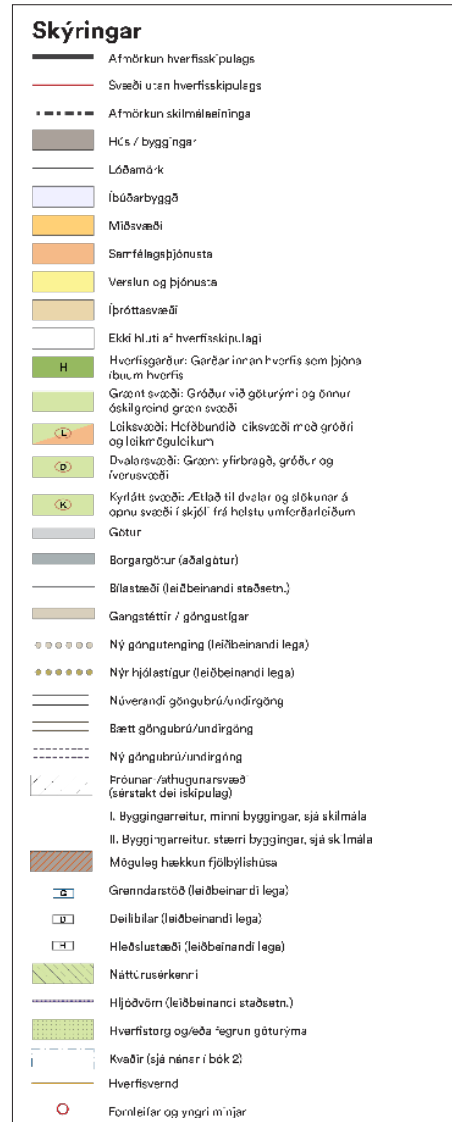 Skýringar
Afmörkun hverfisskipulags
Svæði utan hverfisskipulags
Afmörkun skilmálaeininga
Hús / byggingar
Lóðamörk
Íbúðarbyggð
Miðsvæði
Samfélagsþjónusta
Verslun og þjónusta
Íþróttasvæði
Ekki hluti af hverfisskipulagi
H Hverfisgarður: Garðar innan hverfis sem þjóna
íbúum hverfis
Grænt svæði: Gróður við göturými og önnur
óskilgreind græn svæði
L Leiksvæði: Hefðbundið leiksvæði með gróðri
og leikmöguleikum
D Dvalarsvæði: Grænt yfirbragð, gróður og
íverusvæði
K Kyrlátt svæði: Ætlað til dvalar og slökunar á
opnu svæði í skjóli frá helstu umferðarleiðum
Götur
Borgargötur (aðalgötur)
Bílastæði (leiðbeinandi staðsetn.)
Gangstéttir / göngustígar
Ný göngutenging (leiðbeinandi lega)
Nýr hjólastígur (leiðbeinandi lega)
Núverandi göngubrú/undirgöng
Bætt göngubrú/undirgöng
Ný göngubrú/undirgöng
Þróunar-/athugunarsvæði
(sérstakt deiliskipulag)
I. Byggingarreitur, minni byggingar, sjá skilmála
II. Byggingarreitur, stærri byggingar, sjá skilmála
Möguleg hækkun fjölbýlishúsa
G Grenndarstöð (leiðbeinandi lega)
D Deilibílar (leiðbeinandi lega)
H Hleðslustæði (leiðbeinandi lega)
Náttúrusérkenni
Hljóðvörn (leiðbeinandi staðsetn.)
Hverfistorg og/eða fegrun göturýma
Kvaðir (sjá nánar í bók 2)
Hverfisvernd
Fornleifar og yngri minjar